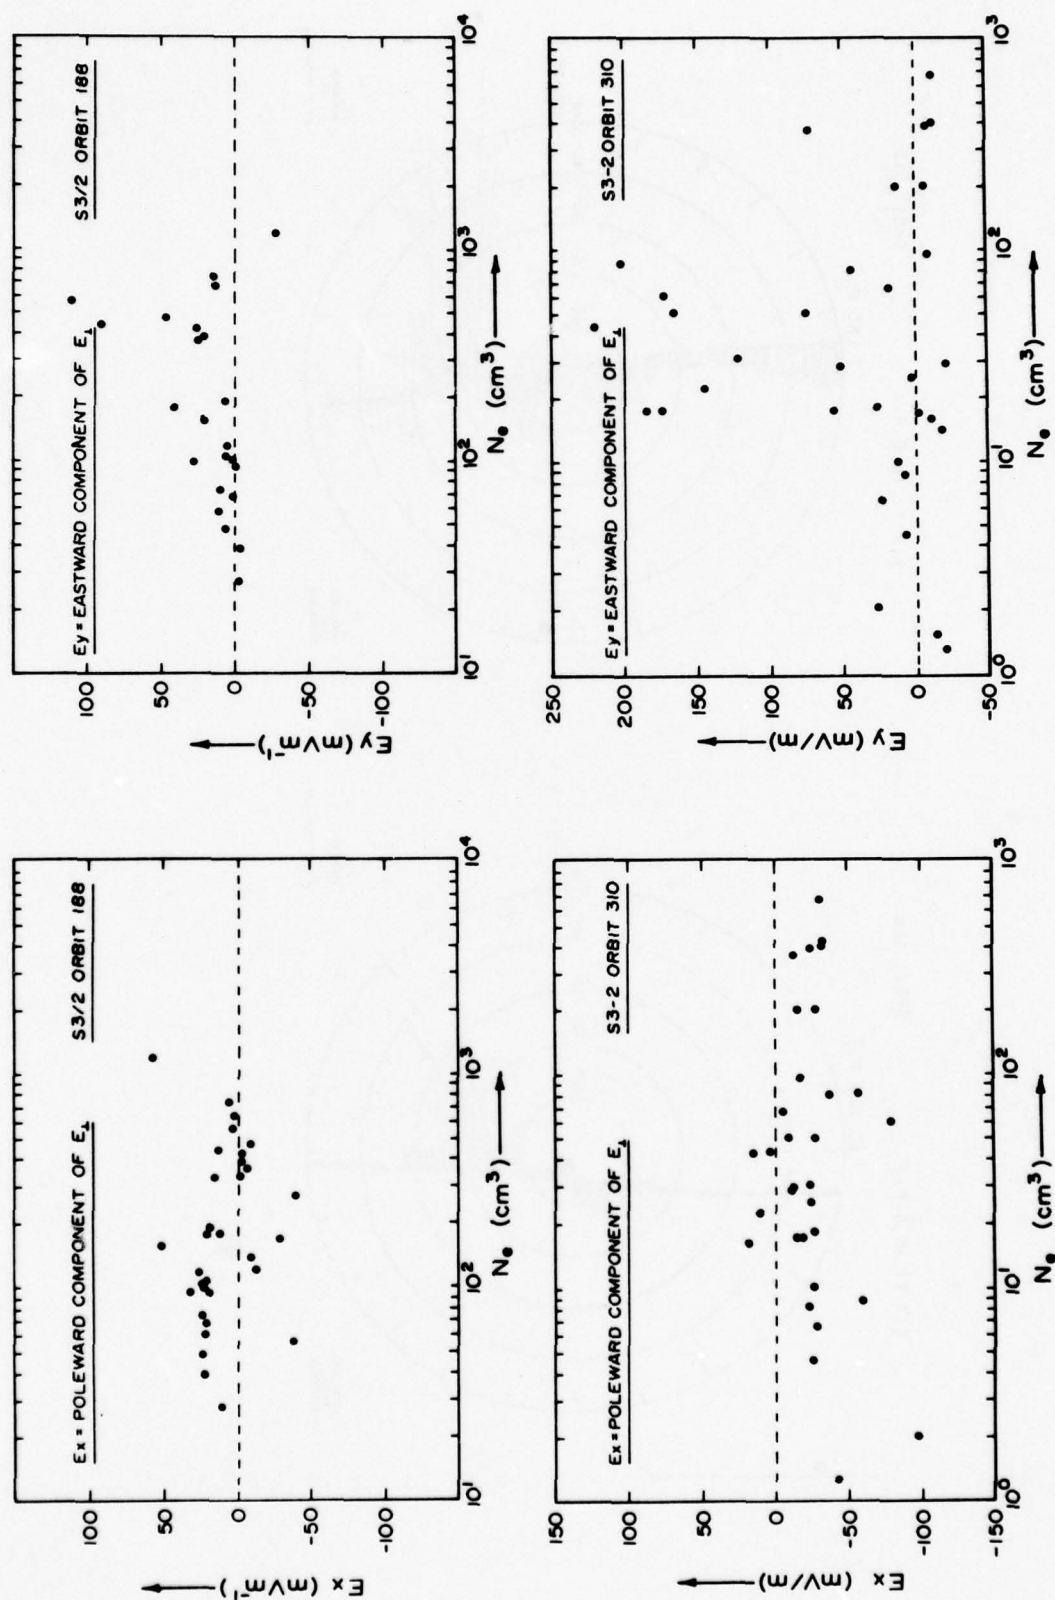 Ex = POLEWARD COMPONENT OF E⊥
S3/2 ORBIT 188
100
50
0
-50
-100
Ex (mVm⁻¹)
10¹
10²
10³
10⁴
Nₑ (cm³)
Ey = EASTWARD COMPONENT OF E⊥
S3/2 ORBIT 188
100
50
0
-50
-100
Ey (mVm⁻¹)
10¹
10²
10³
10⁴
Nₑ (cm³)
Ex = POLEWARD COMPONENT OF E⊥
S3-2 ORBIT 310
100
50
0
-50
-100
-150
Ex (mV/m)
10⁰
10¹
10²
10³
Nₑ (cm³)
Ey = EASTWARD COMPONENT OF E⊥
S3-2 ORBIT 310
250
200
150
100
50
0
-50
Ey (mV/m)
10⁰
10¹
10²
10³
Nₑ (cm³)